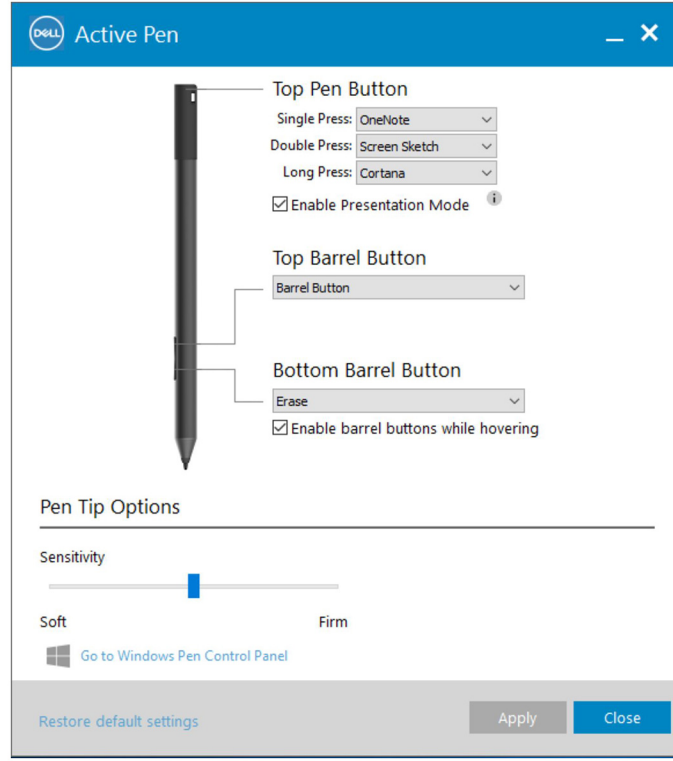 DELL Active Pen
Top Pen Button
Single Press: OneNote
Double Press: Screen Sketch
Long Press: Cortana
Enable Presentation Mode i
Top Barrel Button
Barrel Button
Bottom Barrel Button
Erase
Enable barrel buttons while hovering
Pen Tip Options
Sensitivity
Soft Firm
Go to Windows Pen Control Panel
Restore default settings Apply Close